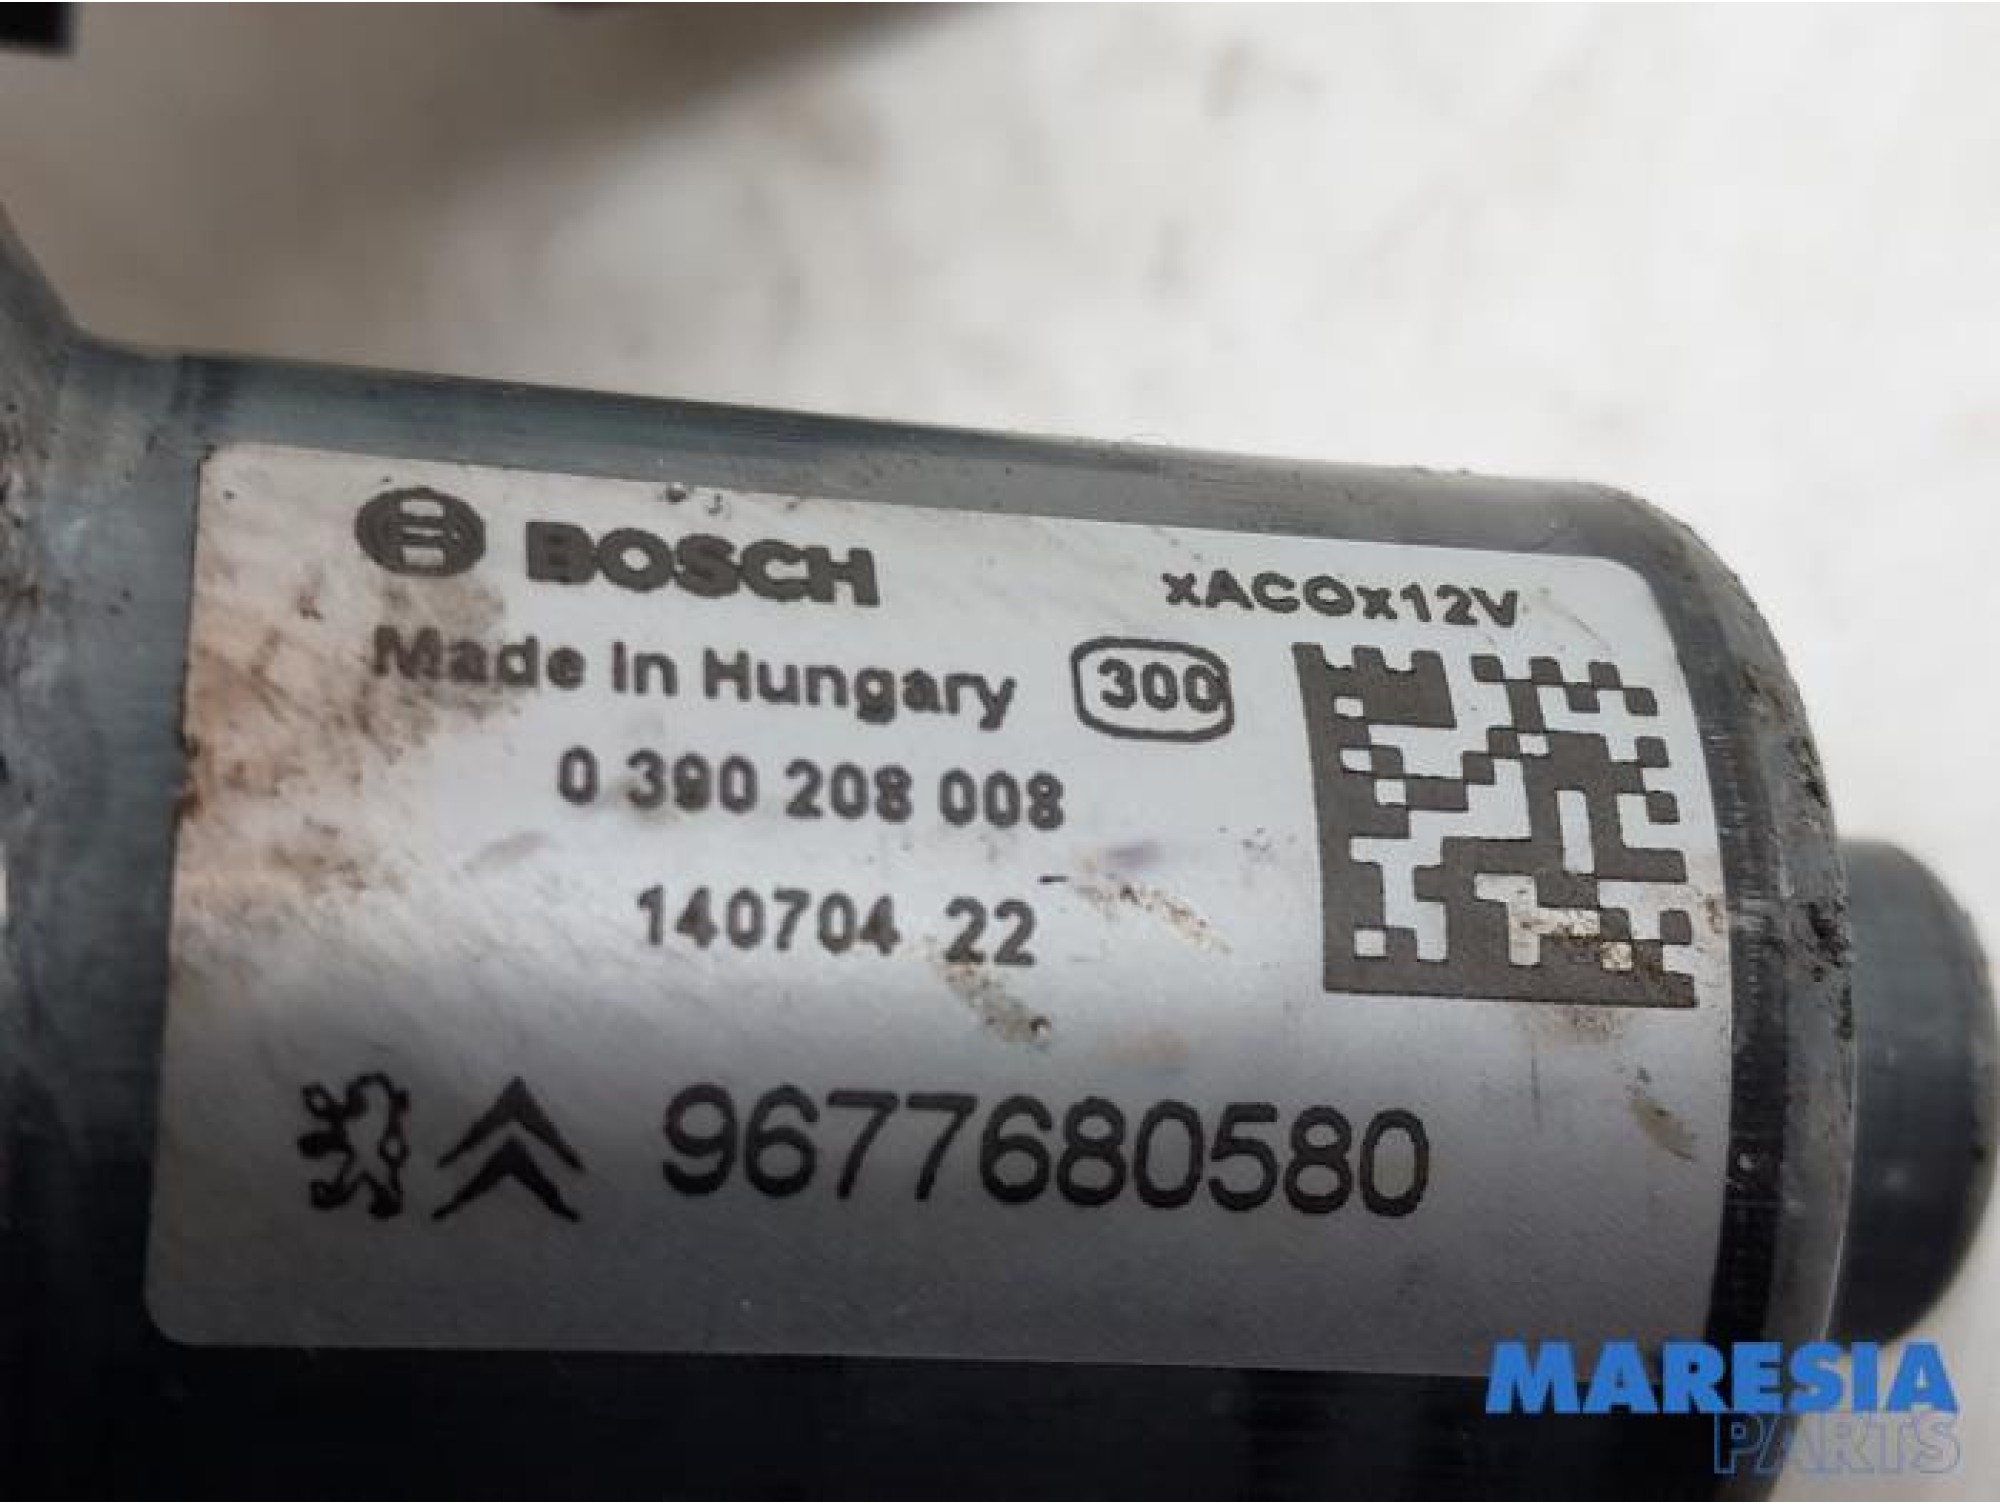 BOSCH
xACOx12V
Made in Hungary
300
0 390 208 008
140704 22
9677680580
MARESIA
PARTS